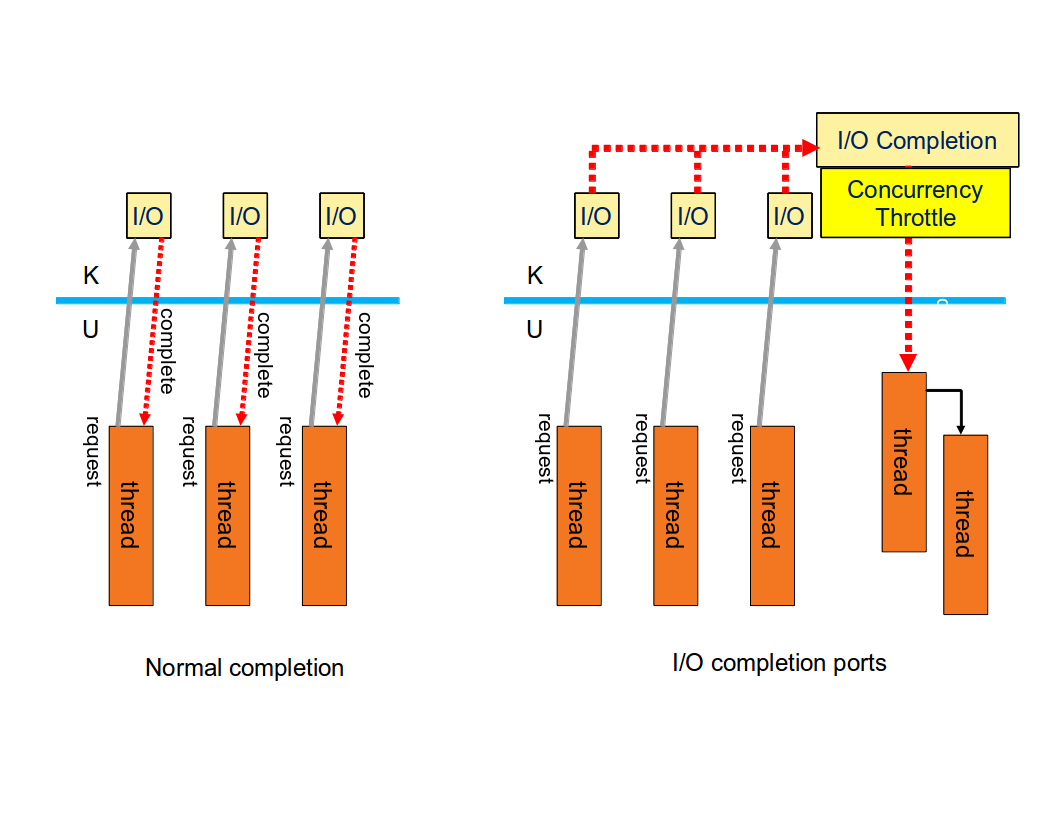 I/O
I/O
I/O
K
U
complete
complete
complete
request
request
request
thread
thread
thread
Normal completion
I/O Completion
Concurrency
Throttle
I/O
I/O
I/O
K
U
request
request
request
thread
thread
thread
thread
thread
I/O completion ports